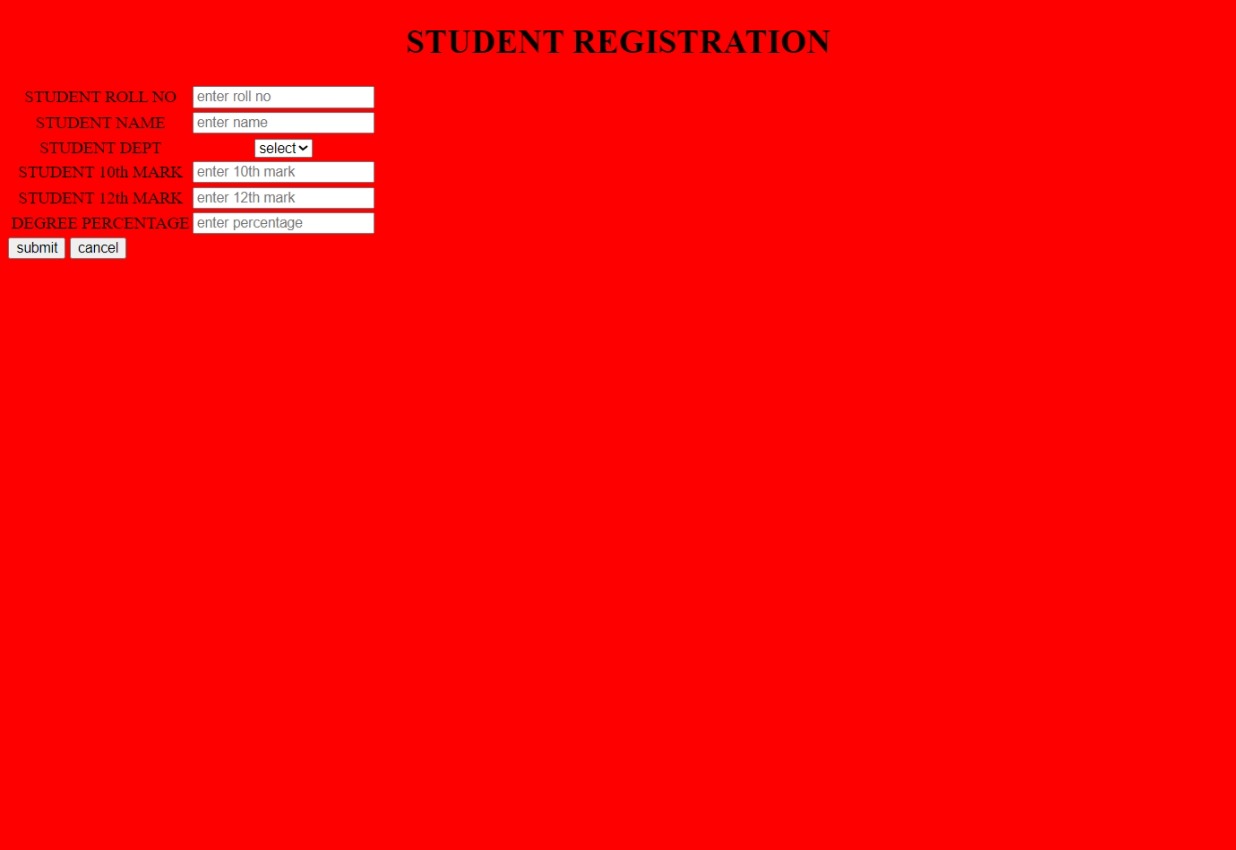 STUDENT REGISTRATION
STUDENT ROLL NO enter roll no
STUDENT NAME enter name
STUDENT DEPT select
STUDENT 10th MARK enter 10th mark
STUDENT 12th MARK enter 12th mark
DEGREE PERCENTAGE enter percentage
submit cancel